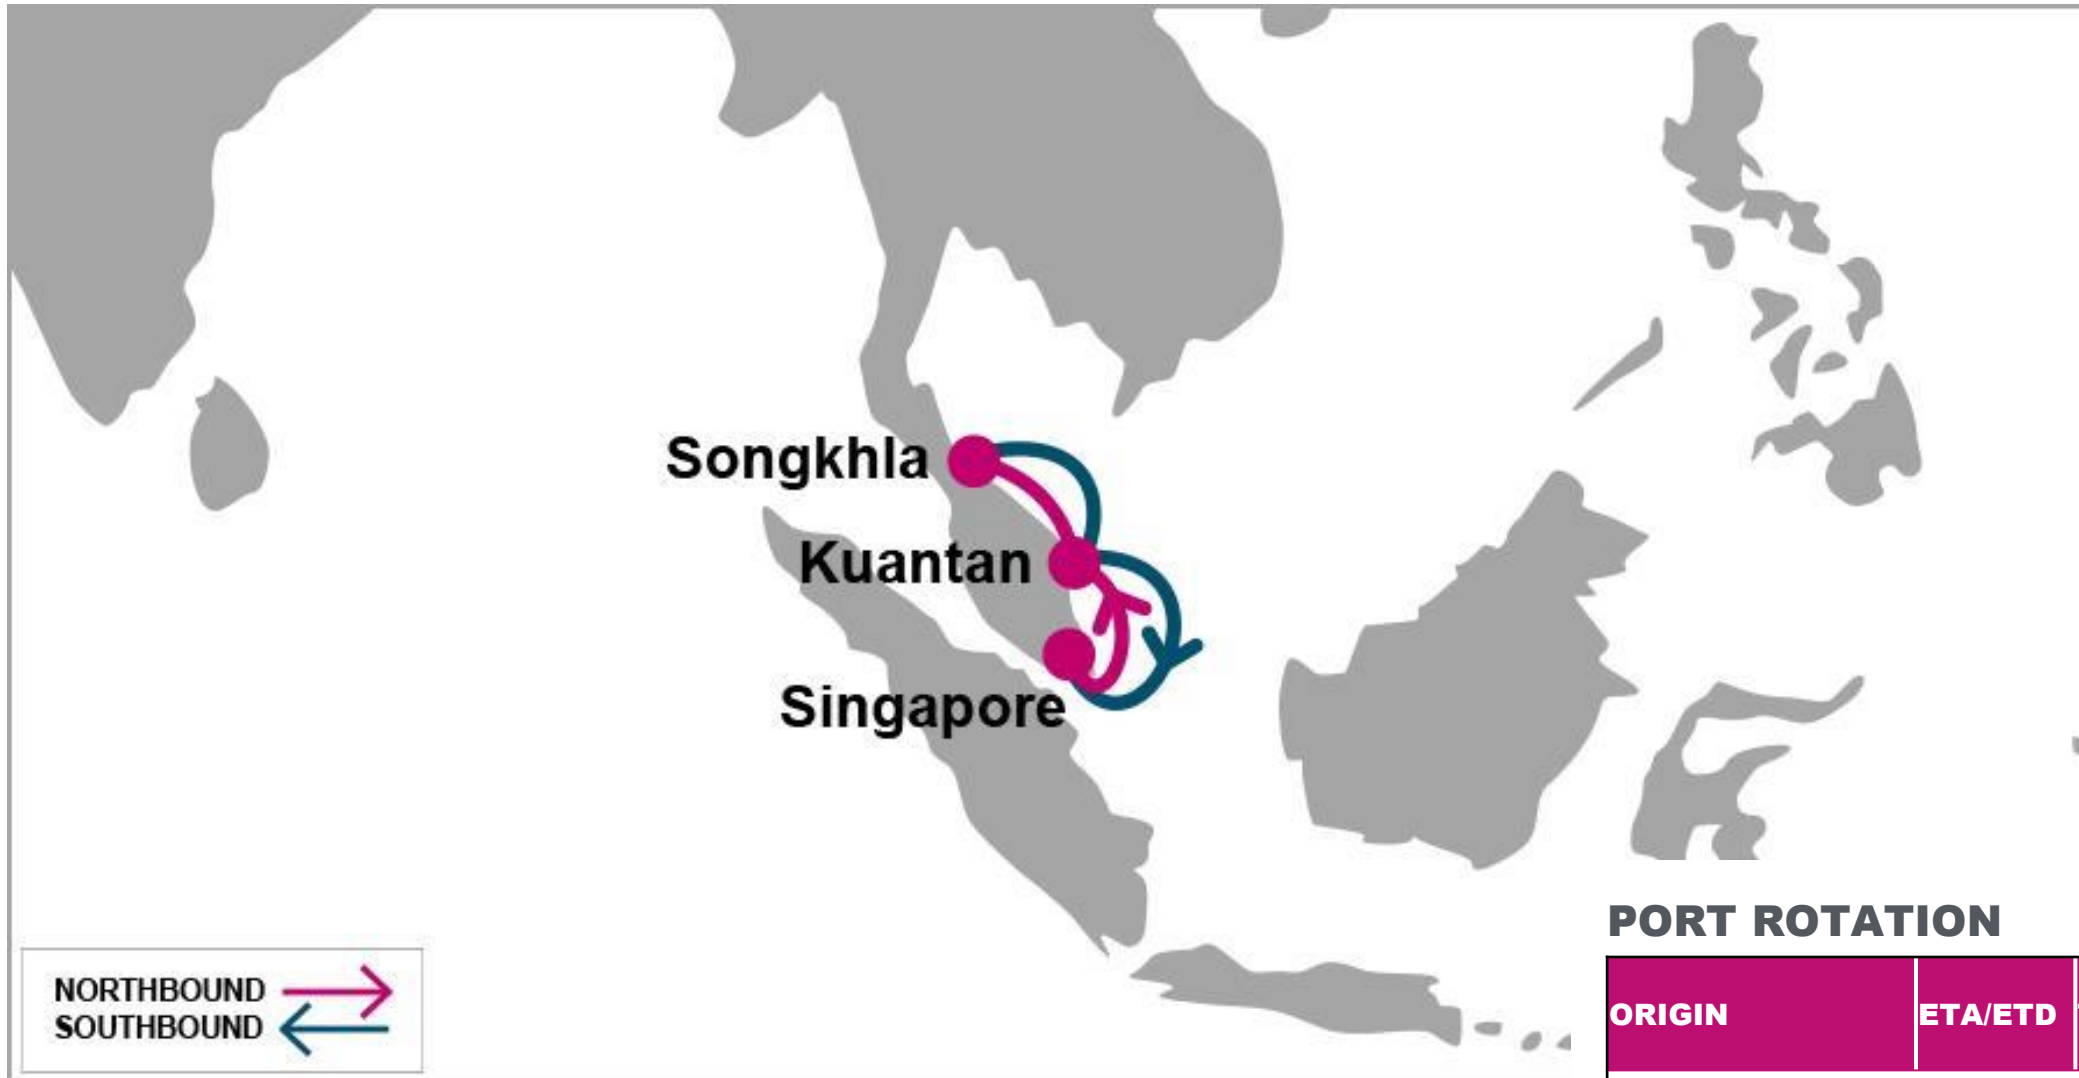 Songkhla
Kuantan
Singapore
NORTHBOUND
SOUTHBOUND
PORT ROTATION
ORIGIN ETA/ETD